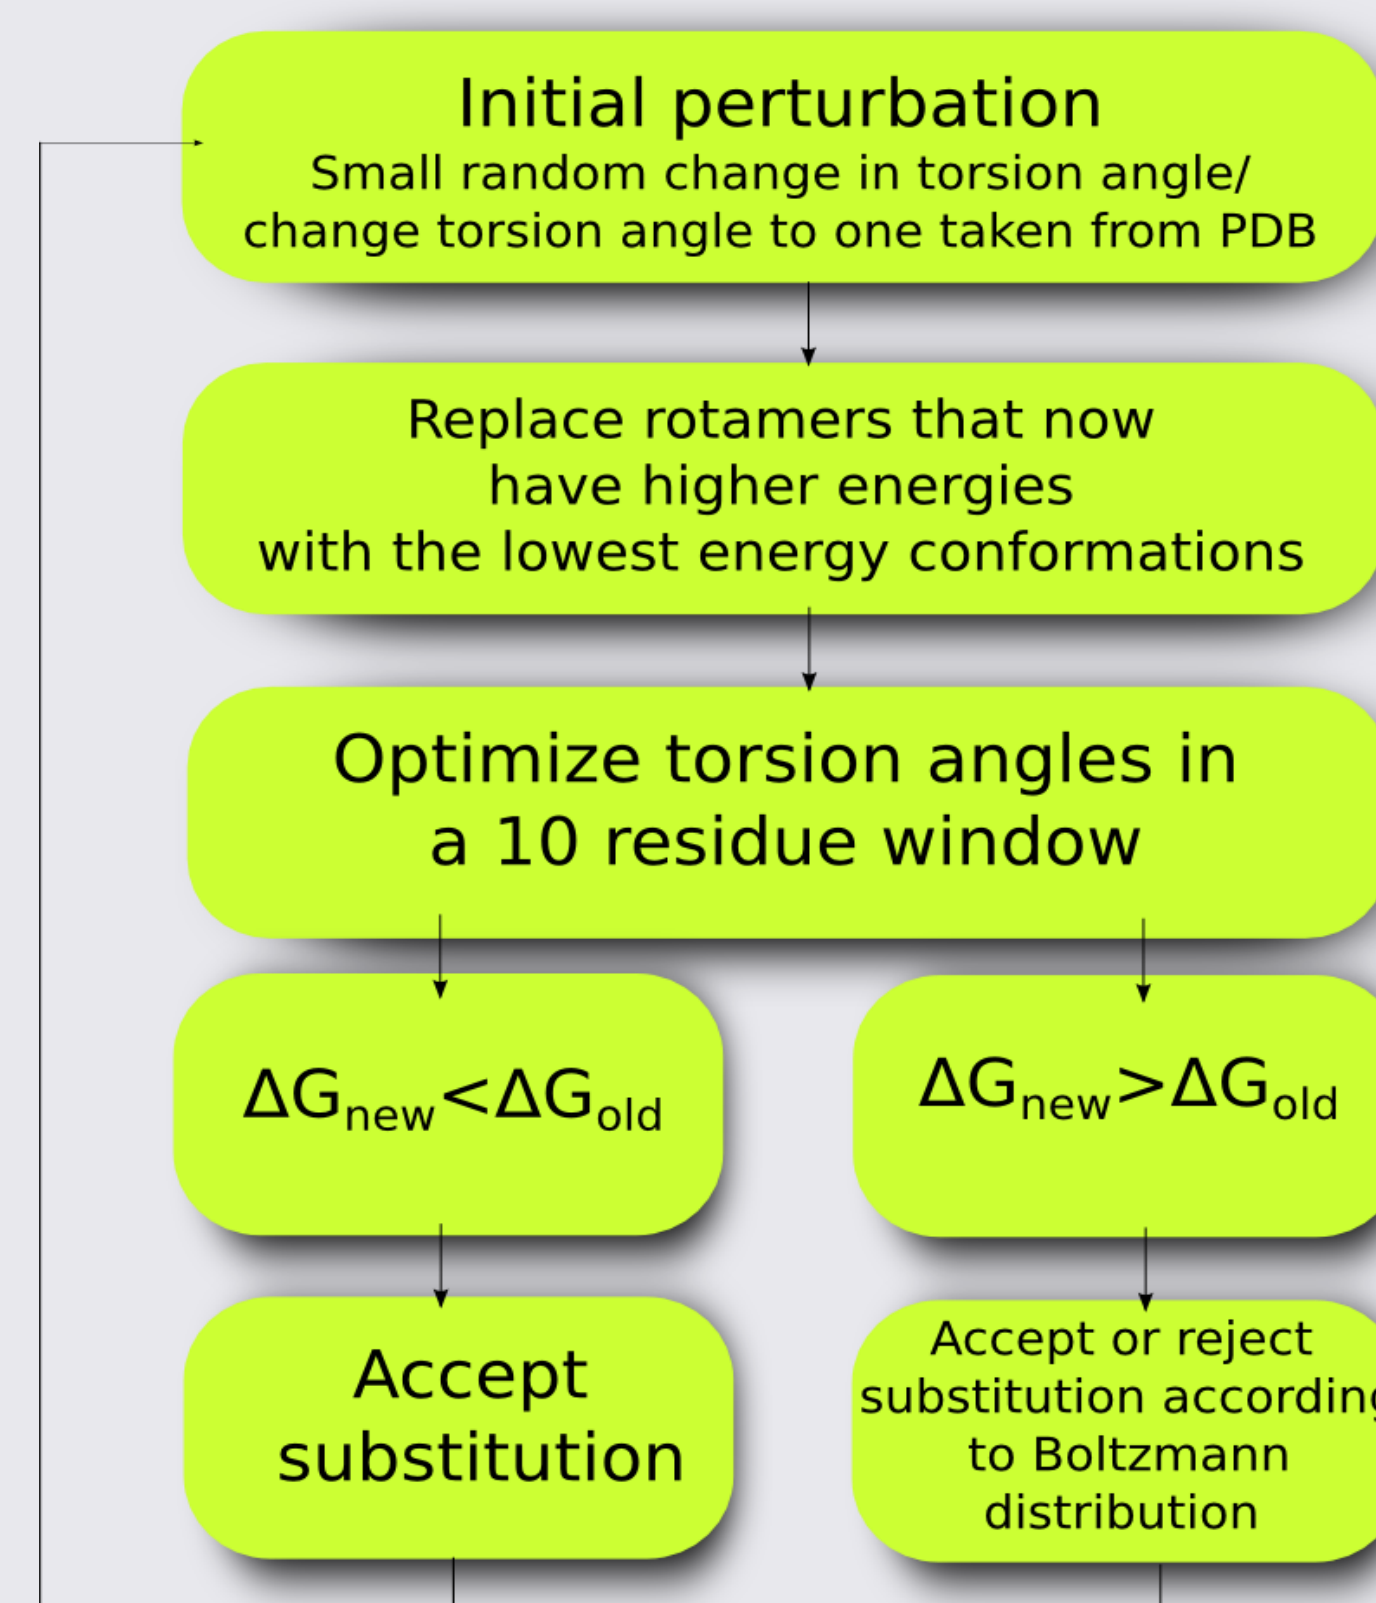 Initial perturbation
Small random change in torsion angle/
change torsion angle to one taken from PDB
Replace rotamers that now
have higher energies
with the lowest energy conformations
Optimize torsion angles in
a 10 residue window
ΔGnew<ΔGold
ΔGnew>ΔGold
Accept
substitution
Accept or reject
substitution according
to Boltzmann
distribution